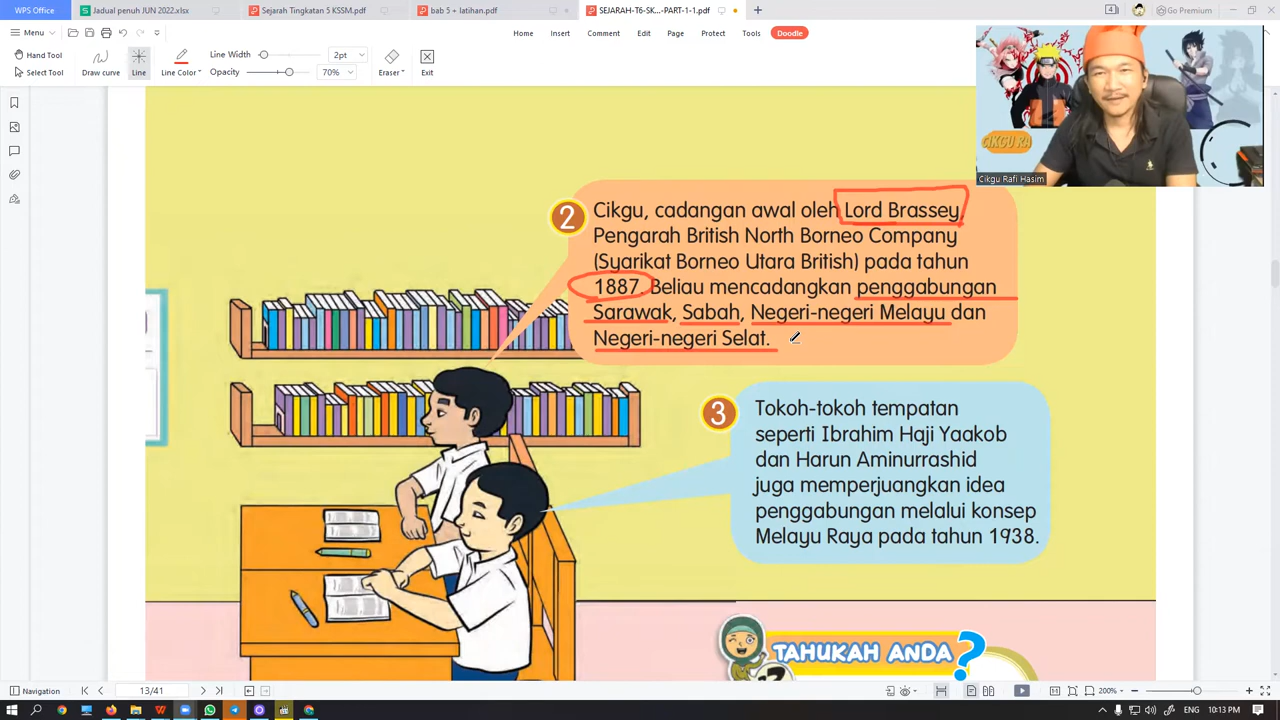 WPS Office
Jadual penuh JUN 2022.xlsx
Sejarah Tingkatan 5 KSSM.pdf
bab 5 + latihan.pdf
SEJARAH-T6-SK...-PART-1-1.pdf
4
Go Premium
Menu
Home
Insert
Comment
Edit
Page
Protect
Tools
Doodle
Hand Tool
Select Tool
Draw curve
Line
Line Color
Line Width
2pt
Opacity
70%
Eraser
Exit
CIKGU RA
Cikgu Rafi Hasim
2
Cikgu, cadangan awal oleh Lord Brassey,
Pengarah British North Borneo Company
(Syarikat Borneo Utara British) pada tahun
1887. Beliau mencadangkan penggabungan
Sarawak, Sabah, Negeri-negeri Melayu dan
Negeri-negeri Selat.
3
Tokoh-tokoh tempatan
seperti Ibrahim Haji Yaakob
dan Harun Aminurrashid
juga memperjuangkan idea
penggabungan melalui konsep
Melayu Raya pada tahun 1938.
TAHUKAH ANDA?
Navigation
13/41
200%
10:13 PM